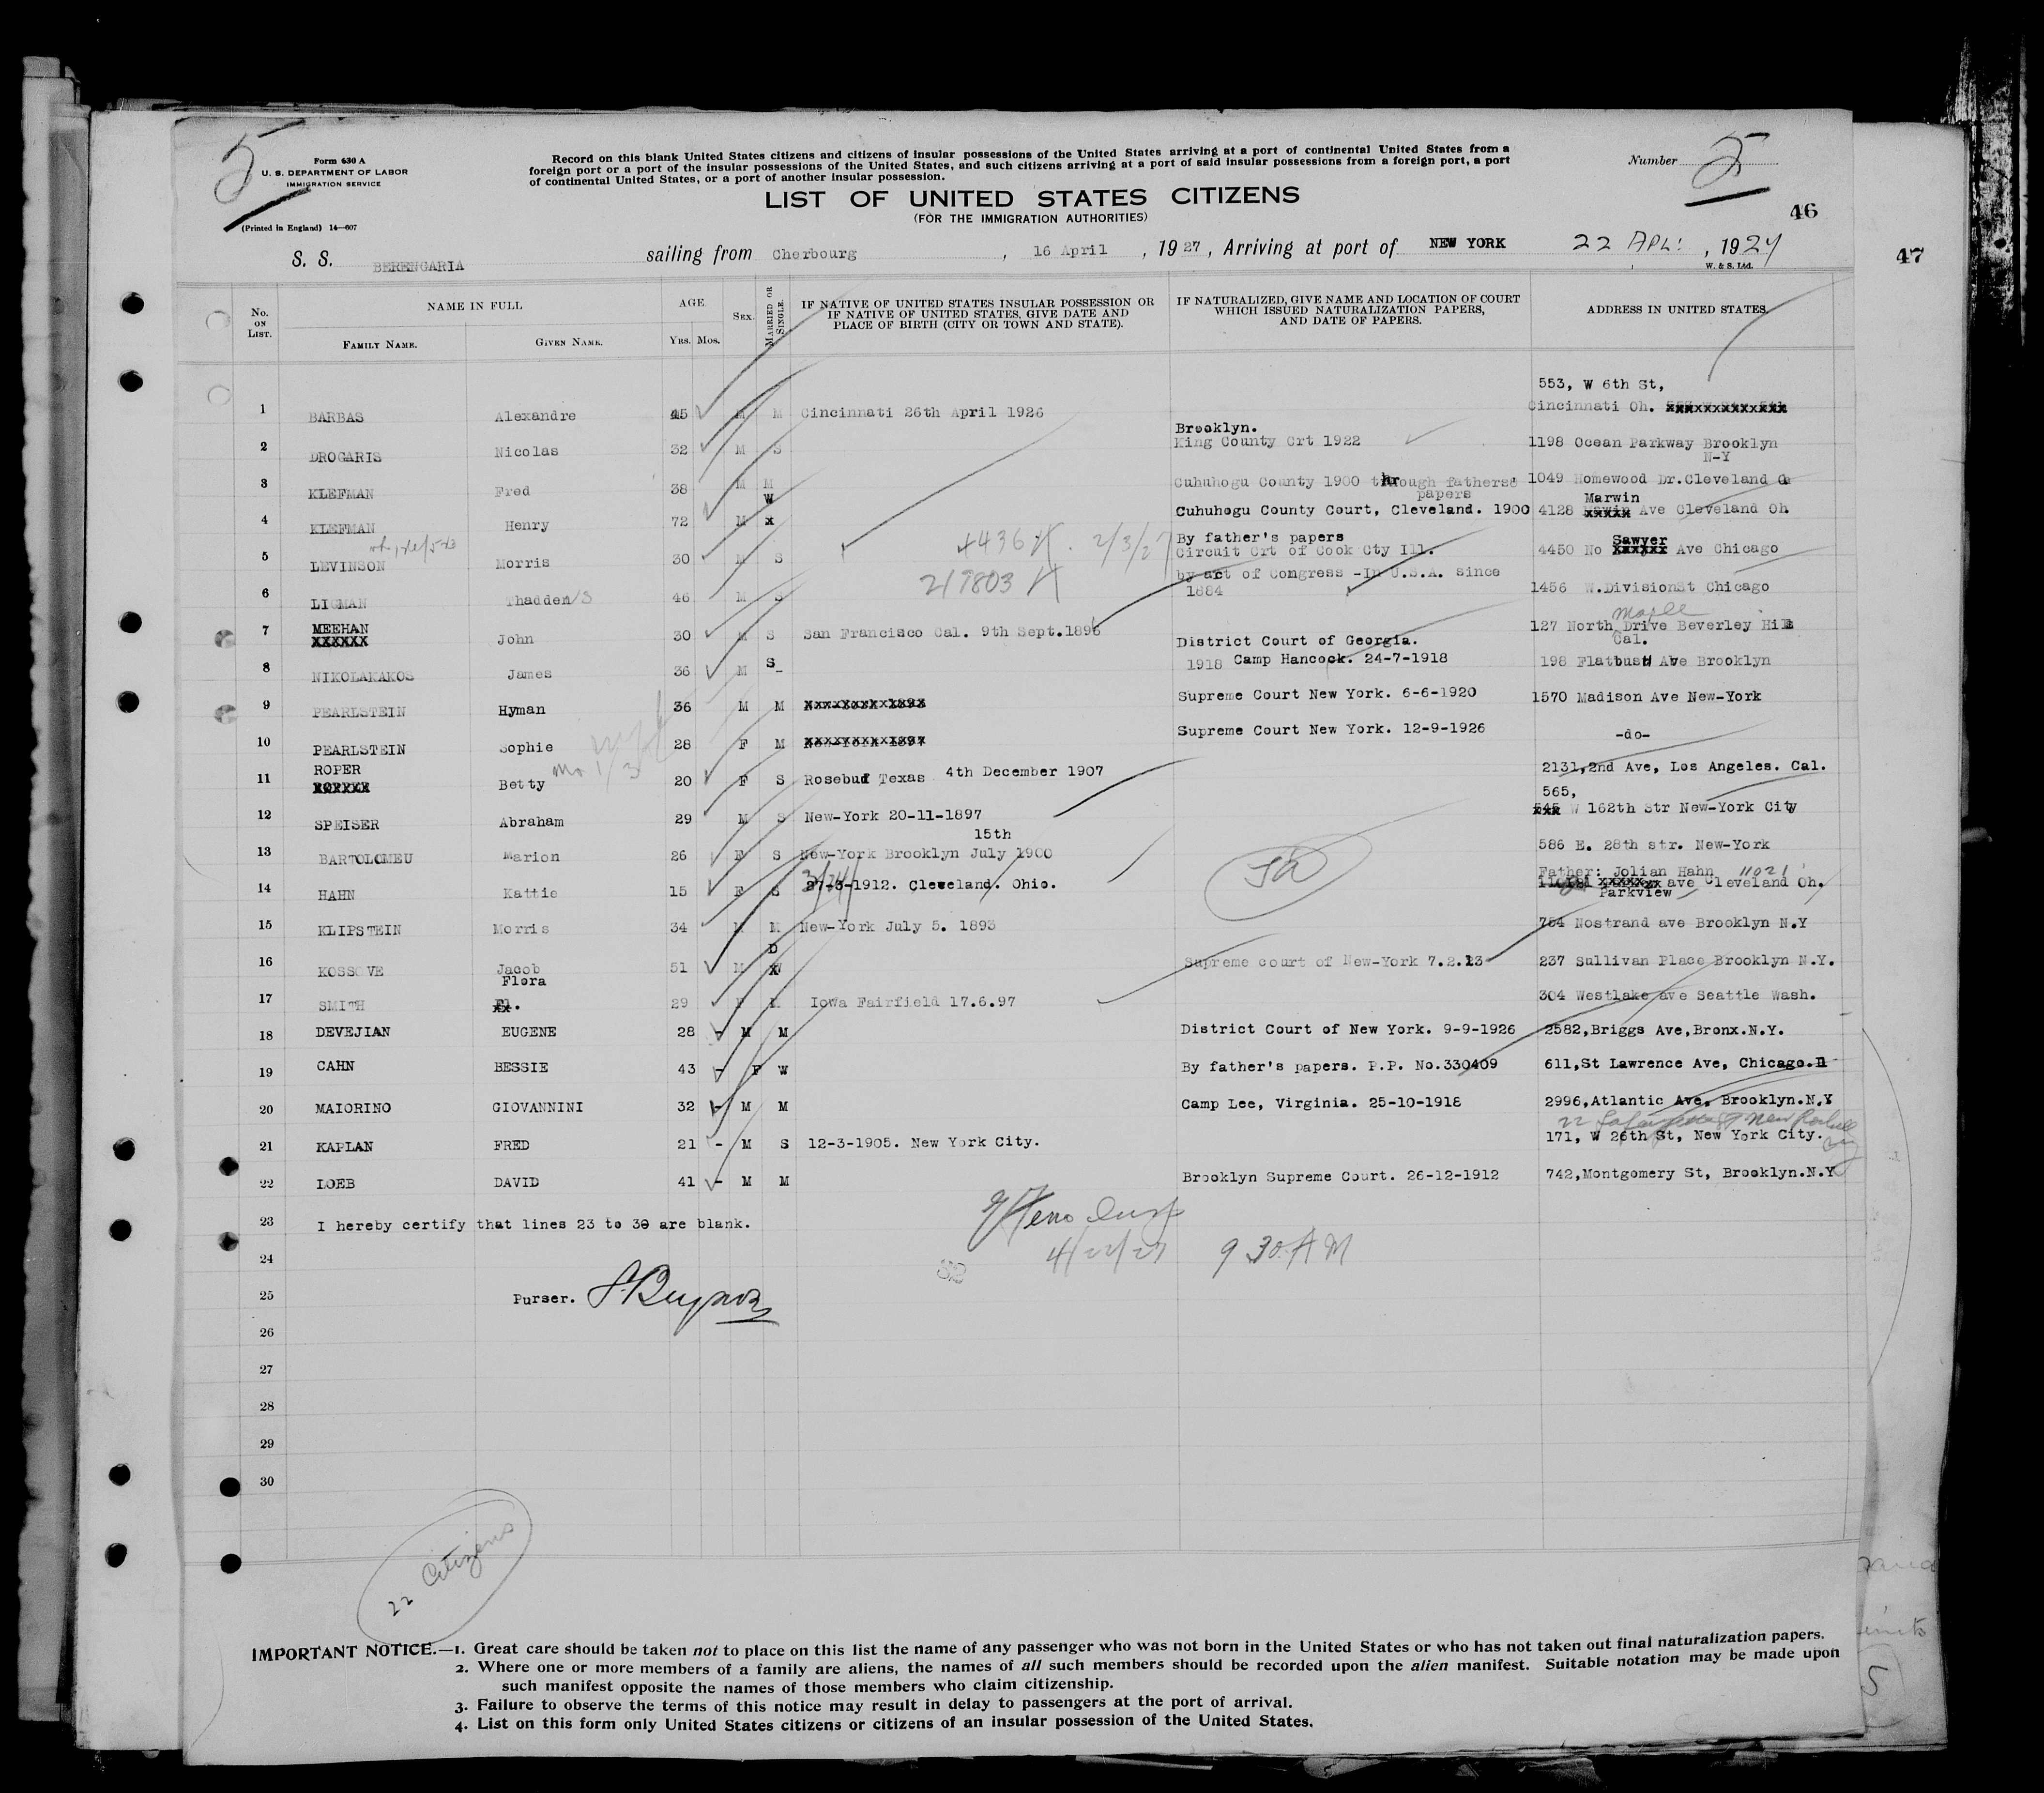 5
Form 630 A
U. S. DEPARTMENT OF LABOR
IMMIGRATION SERVICE
(Printed in England) 14—607
Record on this blank United States citizens and citizens of insular possessions of the United States arriving at a port of continental United States from a
foreign port or a port of the insular possessions of the United States, and such citizens arriving at a port of said insular possessions from a foreign port, a port
of continental United States, or a port of another insular possession.
Number 5
LIST OF UNITED STATES CITIZENS
(FOR THE IMMIGRATION AUTHORITIES)
46
47
S. S. BERENGARIA sailing from Cherbourg, 16 April, 1927, Arriving at port of NEW YORK 22 APL:, 1927
W. & S. Ltd.
No. ON LIST. NAME IN FULL AGE SEX. MARRIED OR SINGLE. IF NATIVE OF UNITED STATES INSULAR POSSESSION OR IF NATIVE OF UNITED STATES, GIVE DATE AND PLACE OF BIRTH (CITY OR TOWN AND STATE). IF NATURALIZED, GIVE NAME AND LOCATION OF COURT WHICH ISSUED NATURALIZATION PAPERS, AND DATE OF PAPERS. ADDRESS IN UNITED STATES.
FAMILY NAME. GIVEN NAME. YRS. MOS.
553, W 6th St,
1 BARBAS Alexandre 45 M M Cincinnati 26th April 1926 Cincinnati Oh. xxxxxxxxxxxxx
Brooklyn.
2 DROGARIS Nicolas 32 M S King County Crt 1922 1198 Ocean Parkway Brooklyn
N-Y
3 KLEFMAN Fred 38 M M Cuhuhogu County 1900 through fathers 1049 Homewood Dr.Cleveland O
papers
W Marwin
4 KLEFMAN Henry 72 M x Cuhuhogu County Court, Cleveland. 1900 4128 xxxxx Ave Cleveland Oh
4436 2/3/27
By father's papers Sawyer
5 LEVINSON Morris 30 M S Circuit Crt of Cook Cty Ill. 4450 No xxxxxx Ave Chicago
217803
by act of Congress -In U.S.A. since
6 LIGMAN Thadden/S 46 M S 1884 1456 W.DivisionSt Chicago
Maple
7 MEEHAN John 30 M S San Francisco Cal. 9th Sept.1896 127 North Drive Beverley Hills
XXXXXX Cal.
District Court of Georgia.
8 NIKOLAKAKOS James 36 M S 1918 Camp Hancock. 24-7-1918 198 Flatbush Ave Brooklyn
9 PEARLSTEIN Hyman 36 M M Supreme Court New York. 6-6-1920 1570 Madison Ave New-York
10 PEARLSTEIN Sophie 28 F M New-York 1897 Supreme Court New York. 12-9-1926 -do-
ROPER
11 XXXXXX Betty 20 F S Rosebud Texas 4th December 1907 2131,2nd Ave, Los Angeles. Cal.
565,
12 SPEISER Abraham 29 M S New-York 20-11-1897 xxx W 162th Str New-York City
15th
13 BARTOLOMEU Marion 26 F S New-York Brooklyn July 1900 586 E. 28th str. New-York
Father: Jolian Hahn 11021
14 HAHN Kattie 15 F S 27-3-1912. Cleveland. Ohio. xxxxxxx ave Cleveland Oh.
Parkview
15 KLIPSTEIN Morris 34 M M New-York July 5. 1893 754 Nostrand ave Brooklyn N.Y
D
16 KOSSOVE Jacob 51 M Supreme court of New-York 7.2.13 237 Sullivan Place Brooklyn N.Y.
Flora
17 SMITH 29 F M Iowa Fairfield 17.6.97 304 Westlake ave Seattle Wash.
18 DEVEJIAN EUGENE 28 - M M District Court of New York. 9-9-1926 2582,Briggs Ave,Bronx.N.Y.
19 CAHN BESSIE 43 - F W By father's papers. P.P. No.330409 611,St Lawrence Ave, Chicago.Il
20 MAIORINO GIOVANNINI 32 - M M Camp Lee, Virginia. 25-10-1918 2996,Atlantic Ave, Brooklyn.N.Y
22 New
21 KAPLAN FRED 21 - M S 12-3-1905. New York City. 171, W 26th St, New York City.
22 LOEB DAVID 41 - M M Brooklyn Supreme Court. 26-12-1912 742,Montgomery St, Brooklyn.N.Y
23 I hereby certify that lines 23 to 30 are blank.
24 4/22/27 9 30 AM
25 Purser.
26
27
28
29
30
22 Citizens
IMPORTANT NOTICE.—1. Great care should be taken not to place on this list the name of any passenger who was not born in the United States or who has not taken out final naturalization papers.
2. Where one or more members of a family are aliens, the names of all such members should be recorded upon the alien manifest. Suitable notation may be made upon
such manifest opposite the names of those members who claim citizenship.
3. Failure to observe the terms of this notice may result in delay to passengers at the port of arrival.
4. List on this form only United States citizens or citizens of an insular possession of the United States.
5